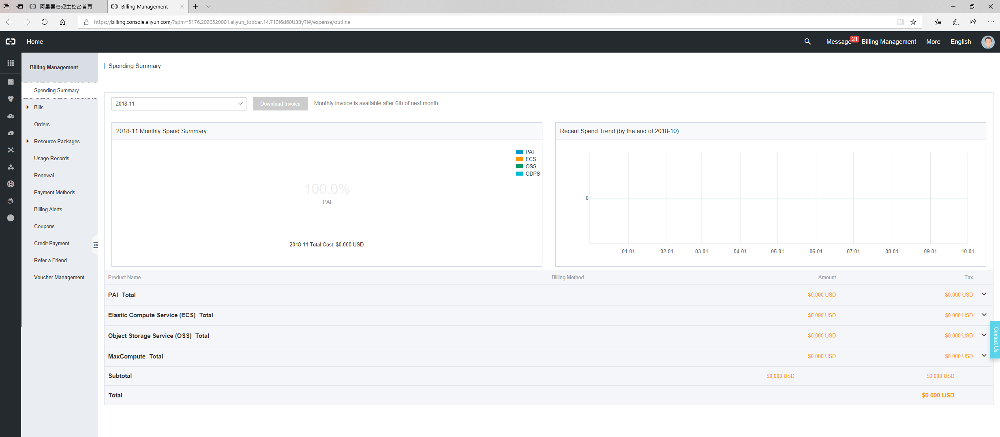 阿里雲管理主控台首頁
Billing Management
https://billing.console.aliyun.com/?spm=5176.2020520001.aliyun_topbar.14.712f6d60U3ByTI#/expense/outline
Home
Message 21
Billing Management
More
English
Billing Management
Spending Summary
Bills
Orders
Resource Packages
Usage Records
Renewal
Payment Methods
Billing Alerts
Coupons
Credit Payment
Refer a Friend
Voucher Management
Spending Summary
2018-11
Download Invoice
Monthly invoice is available after 6th of next month.
2018-11 Monthly Spend Summary
PAI
ECS
OSS
ODPS
100.0%
PAI
2018-11 Total Cost: $0.000 USD
Recent Spend Trend (by the end of 2018-10)
0
01-01 02-01 03-01 04-01 05-01 06-01 07-01 08-01 09-01 10-01
Product Name Billing Method Amount Tax
PAI Total $0.000 USD $0.000 USD
Elastic Compute Service (ECS) Total $0.000 USD $0.000 USD
Object Storage Service (OSS) Total $0.000 USD $0.000 USD
MaxCompute Total $0.000 USD $0.000 USD
Subtotal $0.000 USD $0.000 USD
Total $0.000 USD
Contact Us